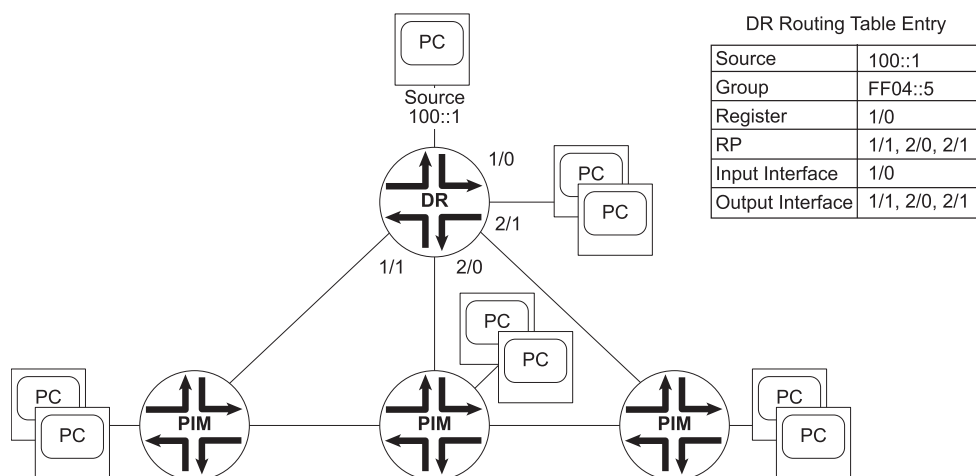 PC
Source
100::1
DR Routing Table Entry
Source 100::1
Group FF04::5
Register 1/0
RP 1/1, 2/0, 2/1
Input Interface 1/0
Output Interface 1/1, 2/0, 2/1
1/0
DR
PC
PC
2/1
1/1
2/0
PC
PC
PC
PC
PIM
PIM
PIM
PC
PC